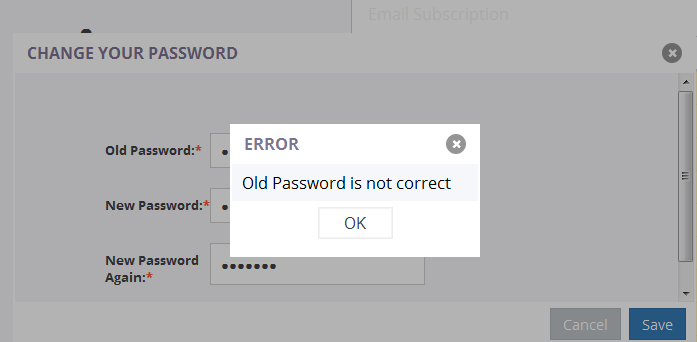 Email Subscription
CHANGE YOUR PASSWORD
Old Password:*
ERROR
Old Password is not correct
OK
New Password:*
New Password
Again:*
•••••••
Cancel
Save